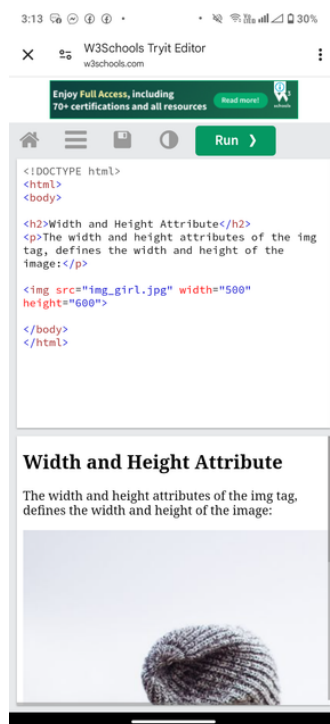 3:13
30%
W3Schools Tryit Editor
w3schools.com
Enjoy Full Access, including
70+ certifications and all resources
Read more!
Run ❯
<!DOCTYPE html>
<html>
<body>
<h2>Width and Height Attribute</h2>
<p>The width and height attributes of the img
tag, defines the width and height of the
image:</p>
<img src="img_girl.jpg" width="500"
height="600">
</body>
</html>
Width and Height Attribute
The width and height attributes of the img tag,
defines the width and height of the image: